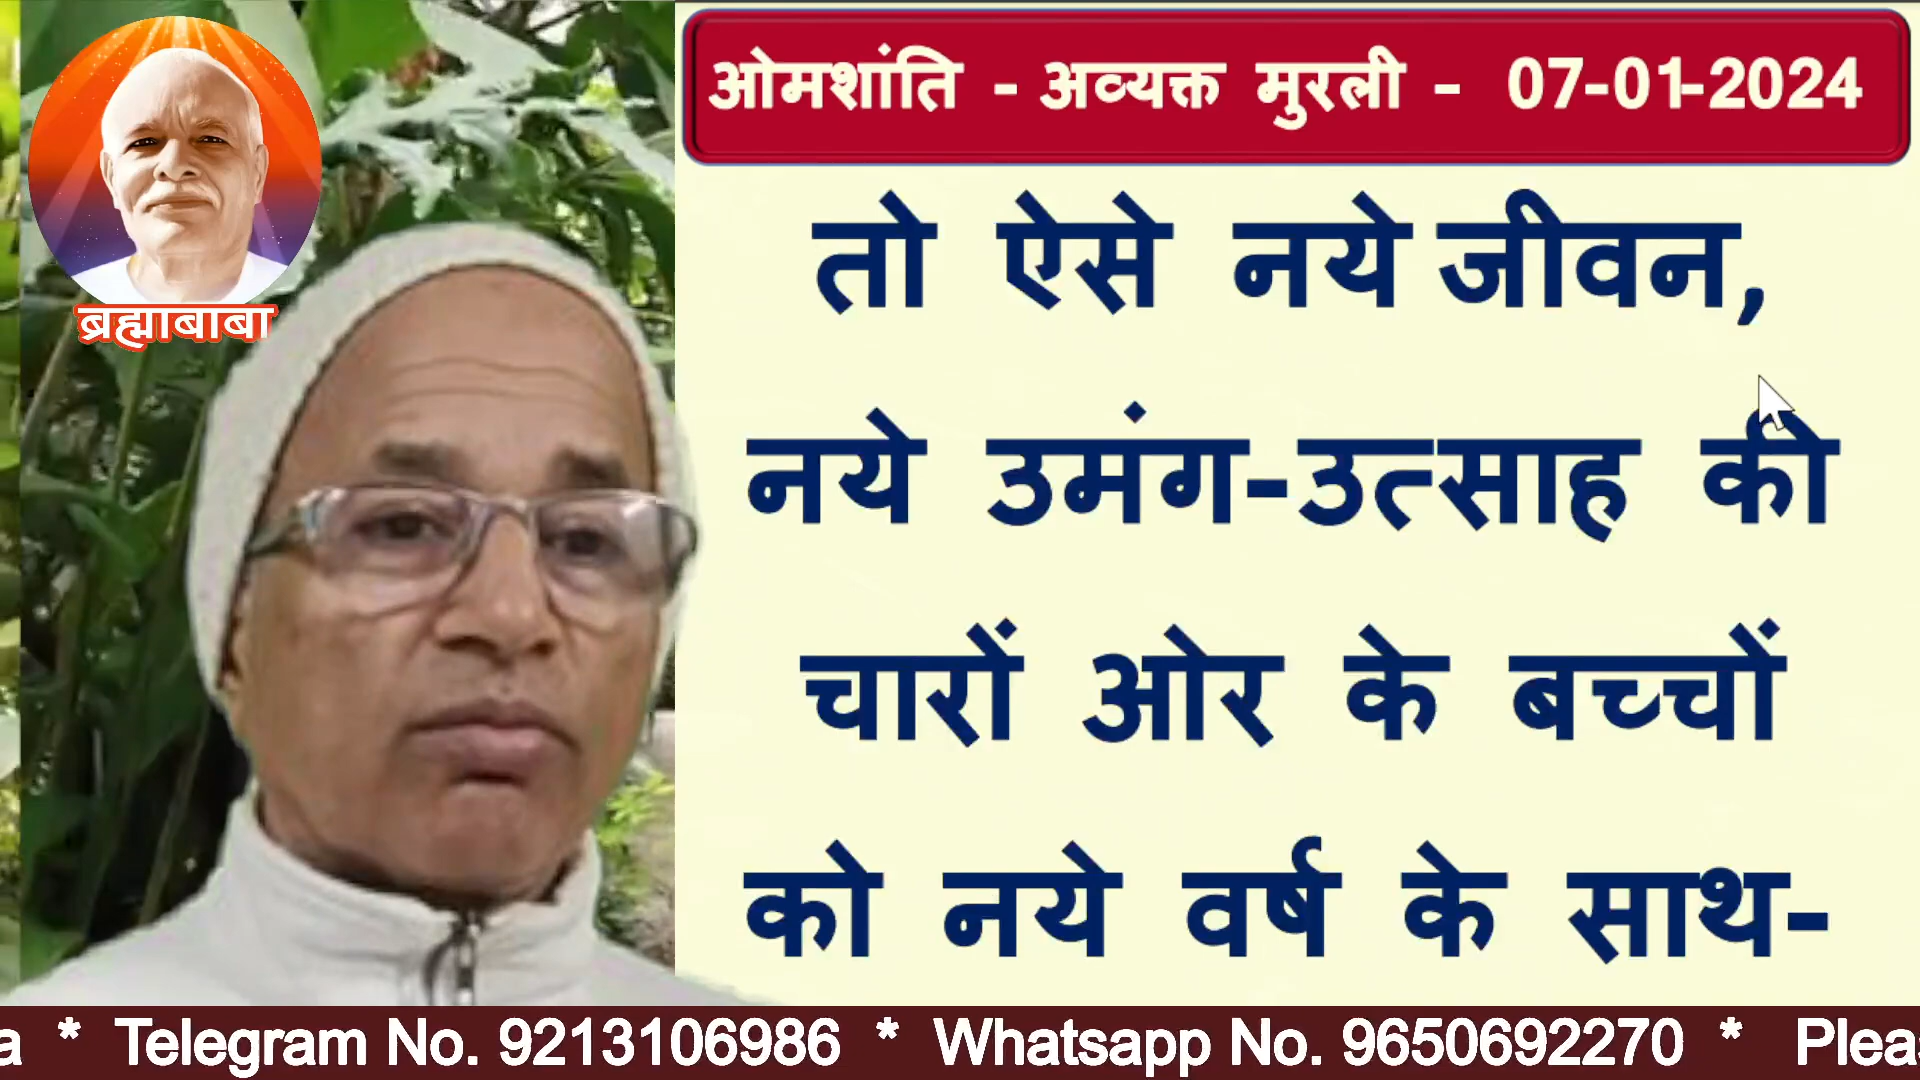 ओमशांति - अव्यक्त मुरली - 07-01-2024
ब्रह्माबाबा
तो ऐसे नये जीवन,
नये उमंग-उत्साह की
चारों ओर के बच्चों
को नये वर्ष के साथ-
a * Telegram No. 9213106986 * Whatsapp No. 9650692270 * Plea